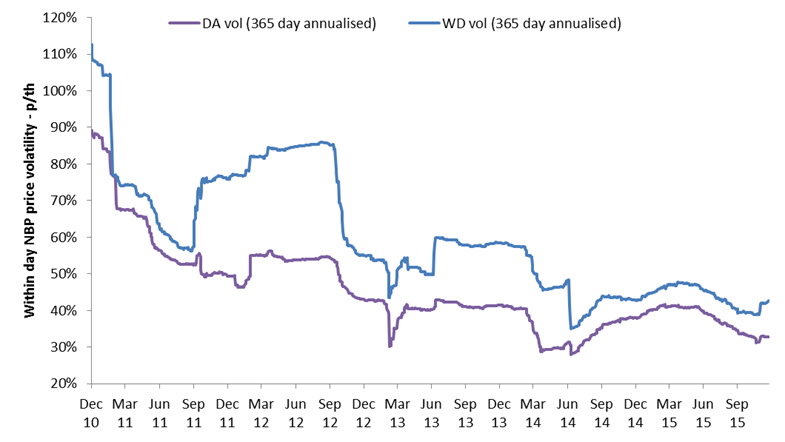 DA vol (365 day annualised) WD vol (365 day annualised)
Within day NBP price volatility - p/th
120%
110%
100%
90%
80%
70%
60%
50%
40%
30%
20%
Dec Mar Jun Sep Dec Mar Jun Sep Dec Mar Jun Sep Dec Mar Jun Sep Dec Mar Jun Sep
10 11 11 11 11 12 12 12 12 13 13 13 13 14 14 14 14 15 15 15